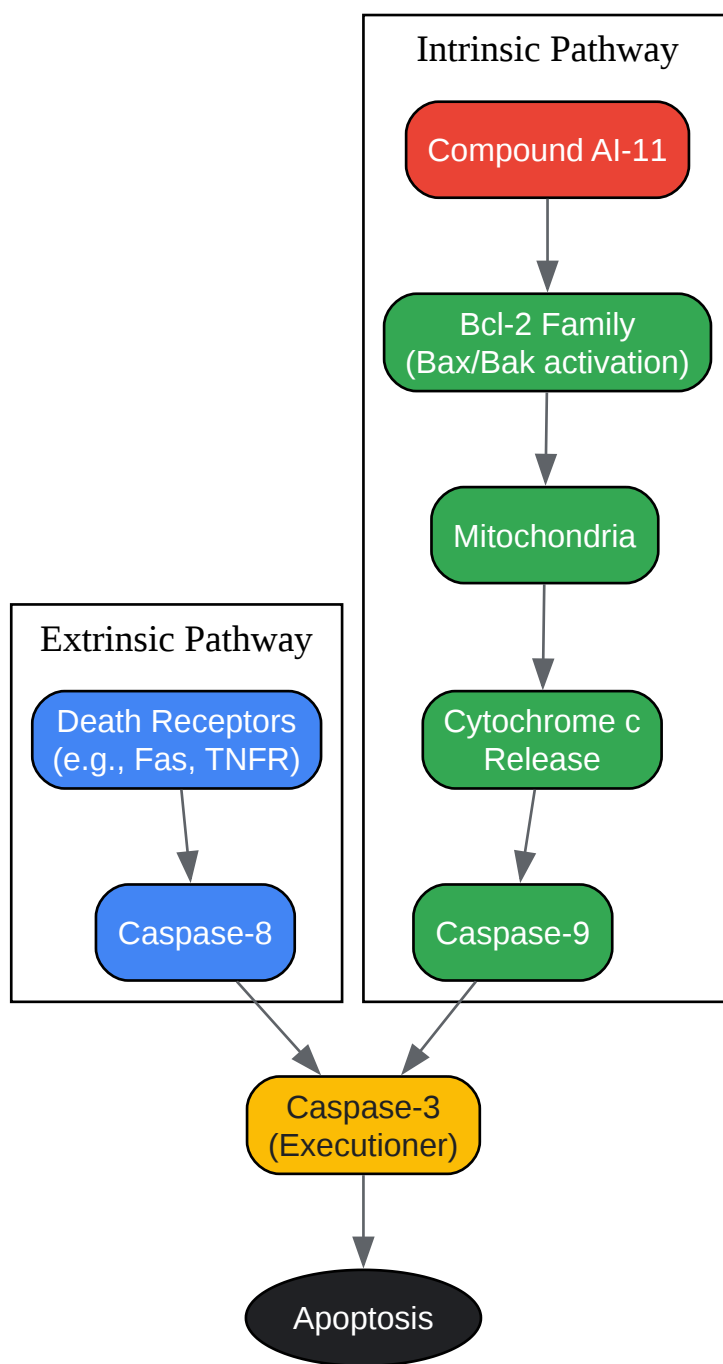 Intrinsic Pathway
Compound AI-11
Bcl-2 Family
(Bax/Bak activation)
Mitochondria
Cytochrome c
Release
Caspase-9
Extrinsic Pathway
Death Receptors
(e.g., Fas, TNFR)
Caspase-8
Caspase-3
(Executioner)
Apoptosis